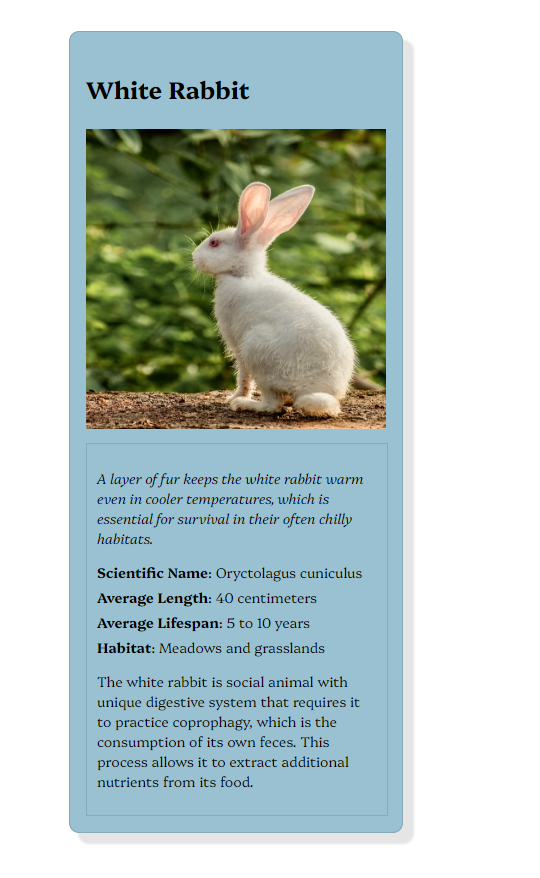 White Rabbit
A layer of fur keeps the white rabbit warm
even in cooler temperatures, which is
essential for survival in their often chilly
habitats.
Scientific Name: Oryctolagus cuniculus
Average Length: 40 centimeters
Average Lifespan: 5 to 10 years
Habitat: Meadows and grasslands
The white rabbit is social animal with
unique digestive system that requires it
to practice coprophagy, which is the
consumption of its own feces. This
process allows it to extract additional
nutrients from its food.